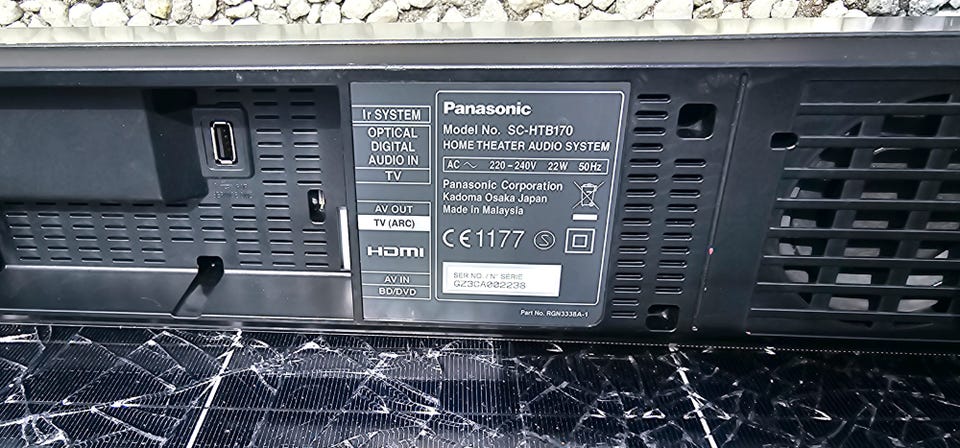 Ir SYSTEM
OPTICAL
DIGITAL
AUDIO IN
TV
AV OUT
TV (ARC)
HDMI
AV IN
BD/DVD
Panasonic
Model No. SC-HTB170
HOME THEATER AUDIO SYSTEM
AC ~ 220-240V 22W 50Hz
Panasonic Corporation
Kadoma Osaka Japan
Made in Malaysia
CE1177 S
SER NO. / N° SÉRIE
GZ3CA002238
Part No. RGN3338A-1